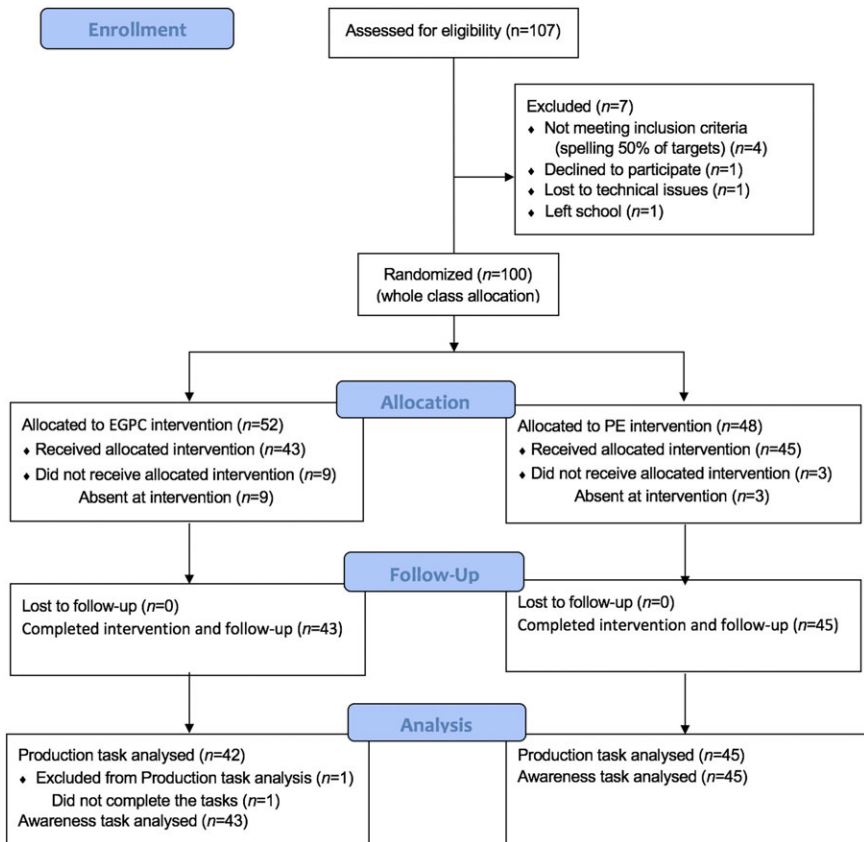 Enrollment
Assessed for eligibility (n=107)
Excluded (n=7)
♦ Not meeting inclusion criteria
(spelling 50% of targets) (n=4)
♦ Declined to participate (n=1)
♦ Lost to technical issues (n=1)
♦ Left school (n=1)
Randomized (n=100)
(whole class allocation)
Allocation
Allocated to EGPC intervention (n=52)
♦ Received allocated intervention (n=43)
♦ Did not receive allocated intervention (n=9)
Absent at intervention (n=9)
Allocated to PE intervention (n=48)
♦ Received allocated intervention (n=45)
♦ Did not receive allocated intervention (n=3)
Absent at intervention (n=3)
Follow-Up
Lost to follow-up (n=0)
Completed intervention and follow-up (n=43)
Lost to follow-up (n=0)
Completed intervention and follow-up (n=45)
Analysis
Production task analysed (n=42)
♦ Excluded from Production task analysis (n=1)
Did not complete the tasks (n=1)
Awareness task analysed (n=43)
Production task analysed (n=45)
Awareness task analysed (n=45)